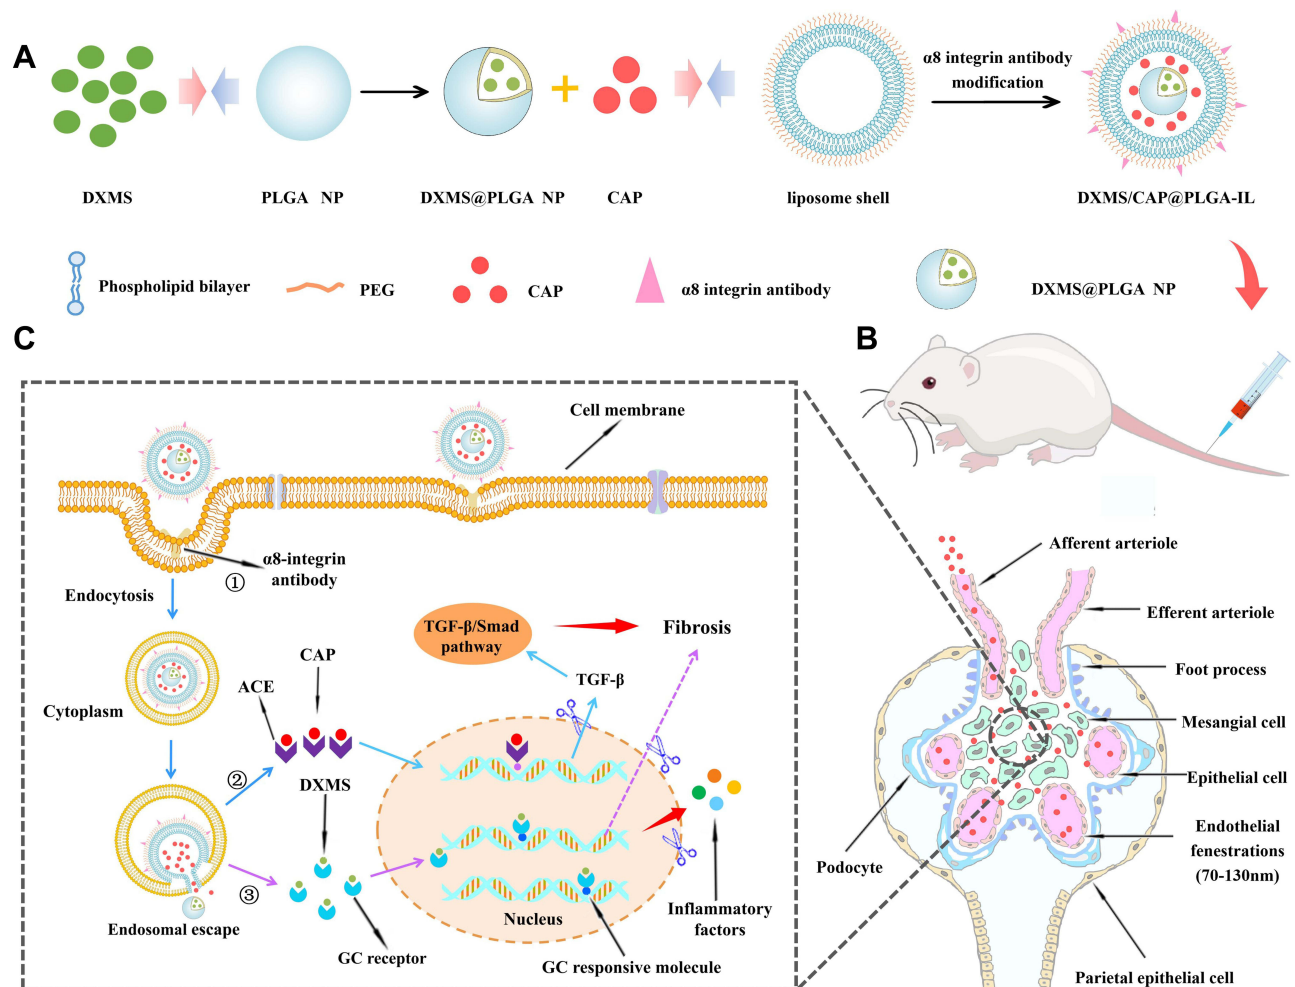 A
α8 integrin antibody
modification
DXMS
PLGA NP
DXMS@PLGA NP
CAP
liposome shell
DXMS/CAP@PLGA-IL
Phospholipid bilayer
PEG
CAP
α8 integrin antibody
DXMS@PLGA NP
C
B
Cell membrane
α8-integrin
antibody
①
Endocytosis
TGF-β/Smad
pathway
Fibrosis
CAP
TGF-β
ACE
Cytoplasm
②
DXMS
③
Endosomal escape
GC receptor
Nucleus
Inflammatory
factors
GC responsive molecule
Afferent arteriole
Efferent arteriole
Foot process
Mesangial cell
Epithelial cell
Endothelial
fenestrations
(70-130nm)
Podocyte
Parietal epithelial cell